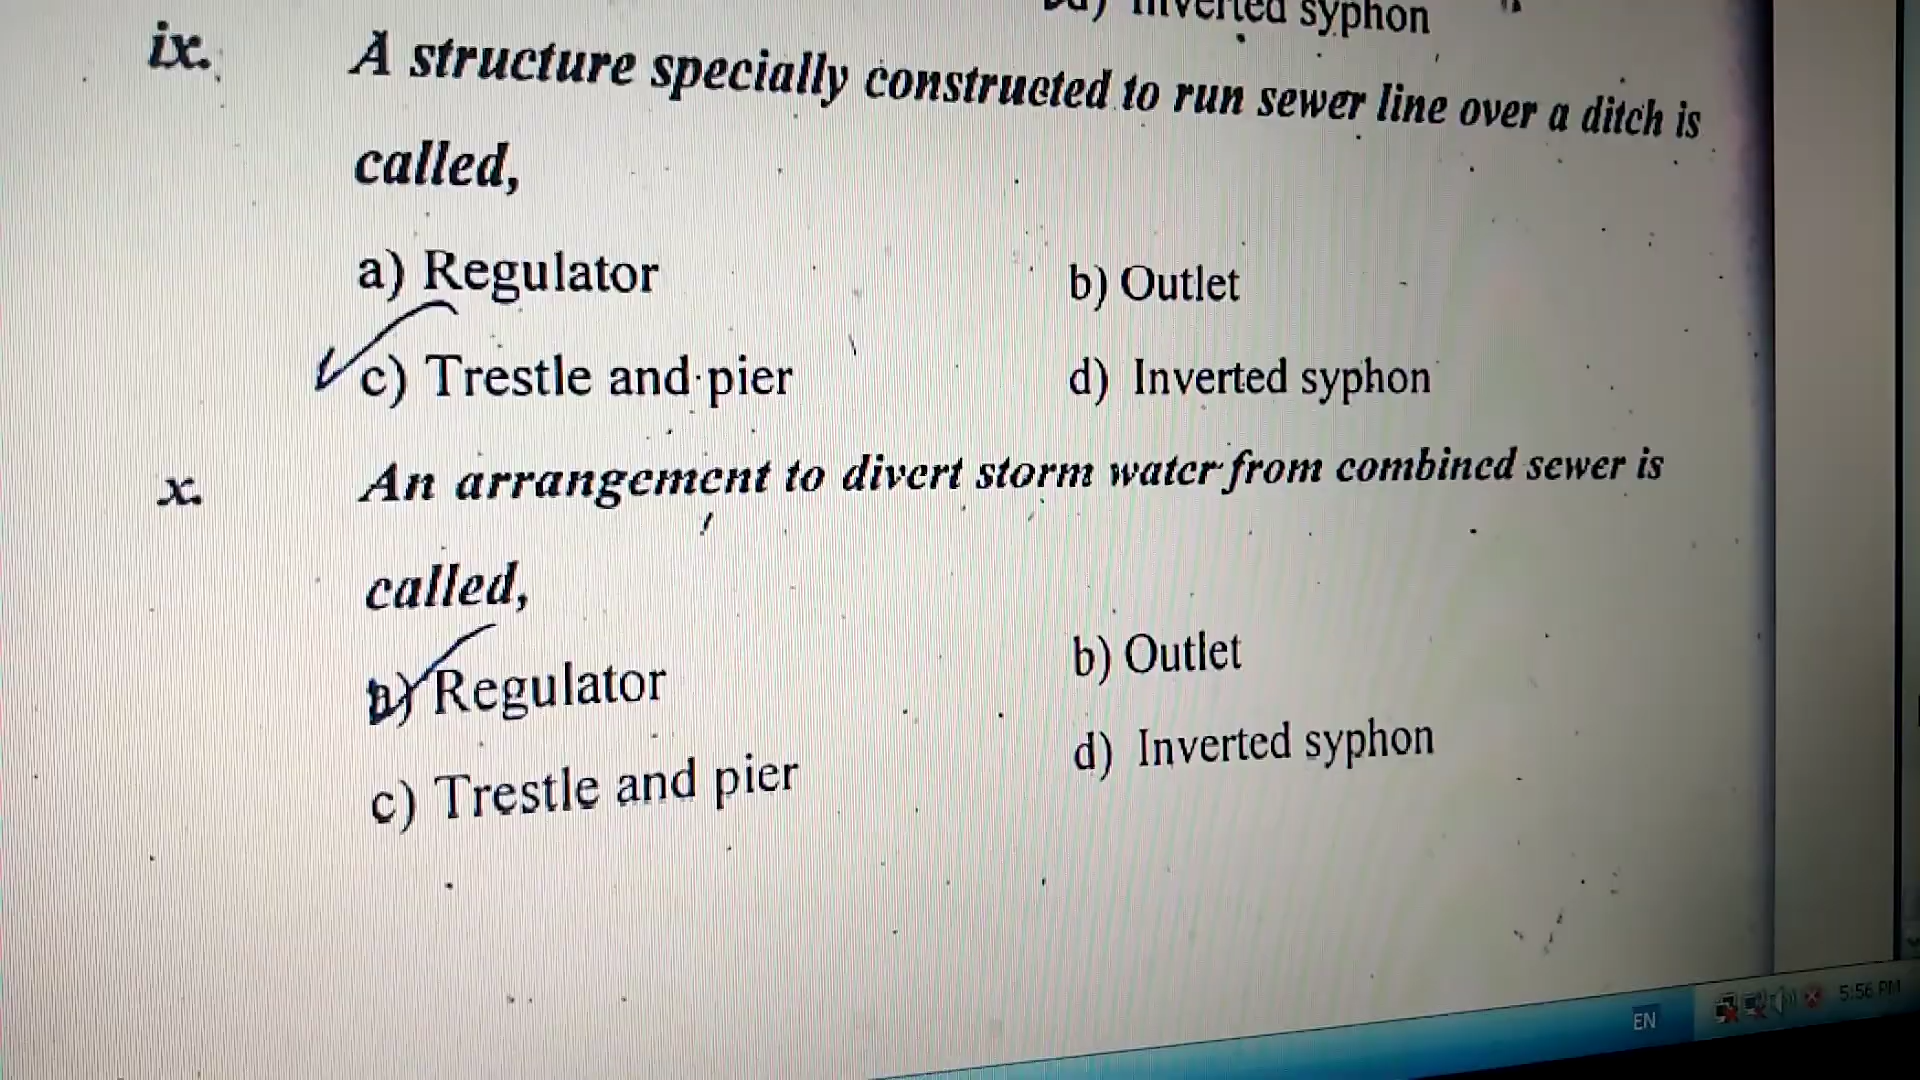 Inverted syphon
ix. A structure specially constructed to run sewer line over a ditch is
called,
a) Regulator b) Outlet
c) Trestle and pier d) Inverted syphon
x. An arrangement to divert storm water from combined sewer is
called,
a) Regulator b) Outlet
c) Trestle and pier d) Inverted syphon
EN 5:56 PM